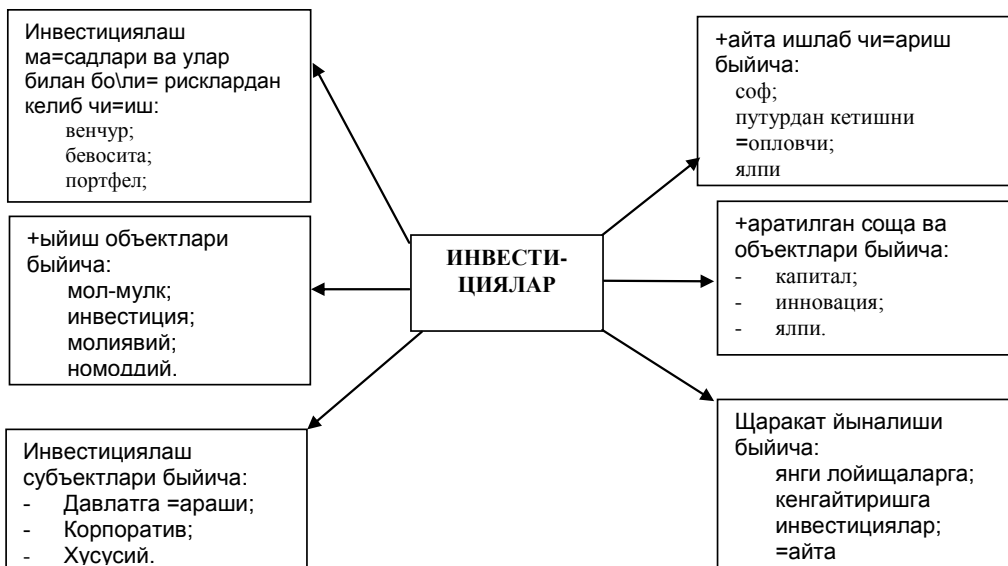 Инвестициялаш
ма=садлари ва улар
билан бо\ли= рисклардан
келиб чи=иш:
венчур;
бевосита;
портфел;
+ыйиш объектлари
быйича:
мол-мулк;
инвестиция;
молиявий;
номоддий.
Инвестициялаш
субъектлари быйича:
- Давлатга =араши;
- Корпоратив;
- Хусусий.
ИНВЕСТИ-
ЦИЯЛАР
+айта ишлаб чи=ариш
быйича:
соф;
путурдан кетишни
=опловчи;
ялпи
+аратилган соща ва
объектлари быйича:
- капитал;
- инновация;
- ялпи.
Щаракат йыналиши
быйича:
янги лойищаларга;
кенгайтиришга
инвестициялар;
=айта